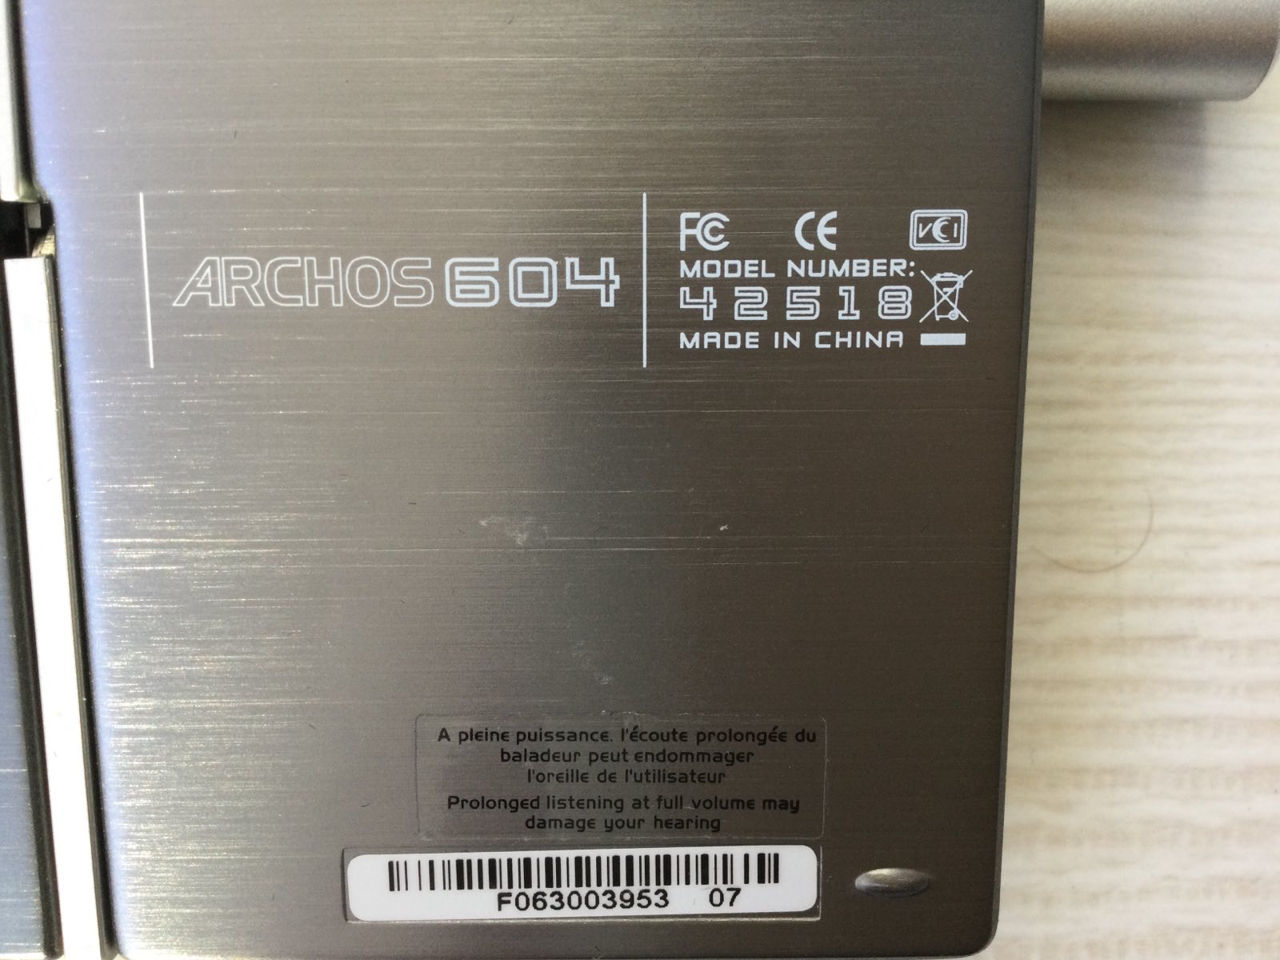 ARCHOS 604
FC CE VCI
MODEL NUMBER:
42518
MADE IN CHINA
A pleine puissance, l'écoute prolongée du
baladeur peut endommager
l'oreille de l'utilisateur
Prolonged listening at full volume may
damage your hearing
F063003953 07